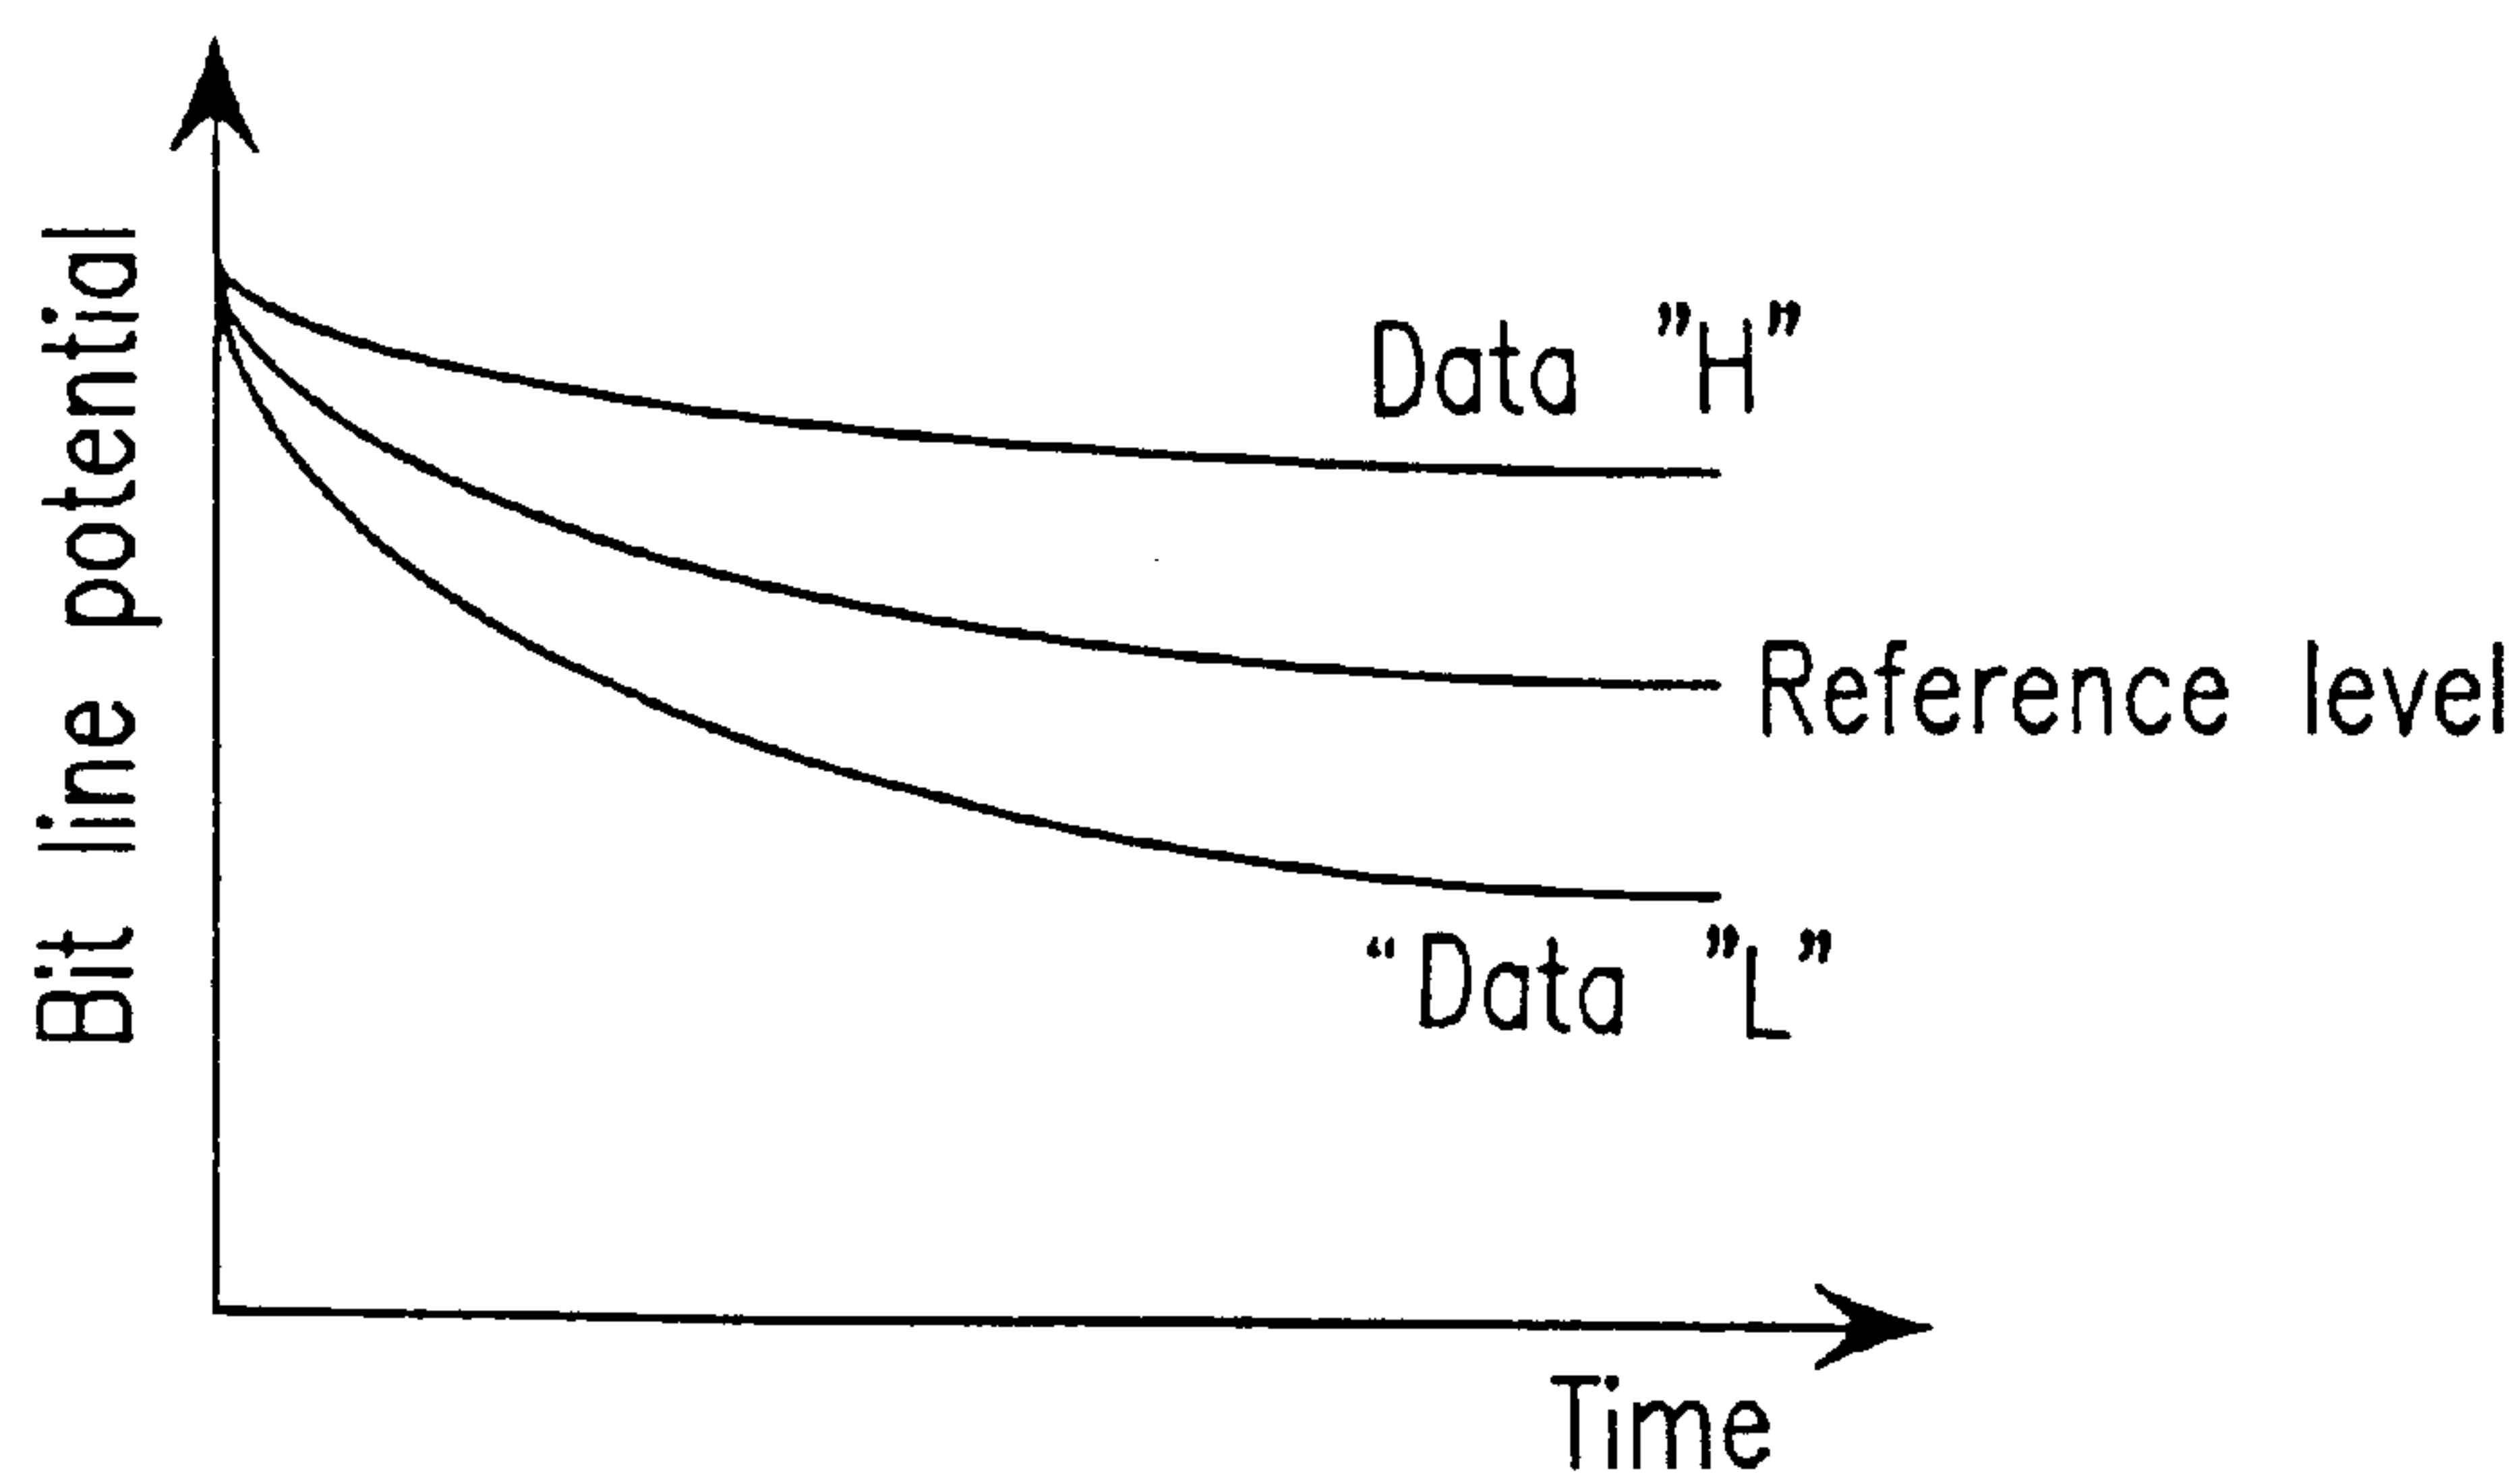 Bit line potential
Data ”H”
Reference level
“Data ”L”
Time